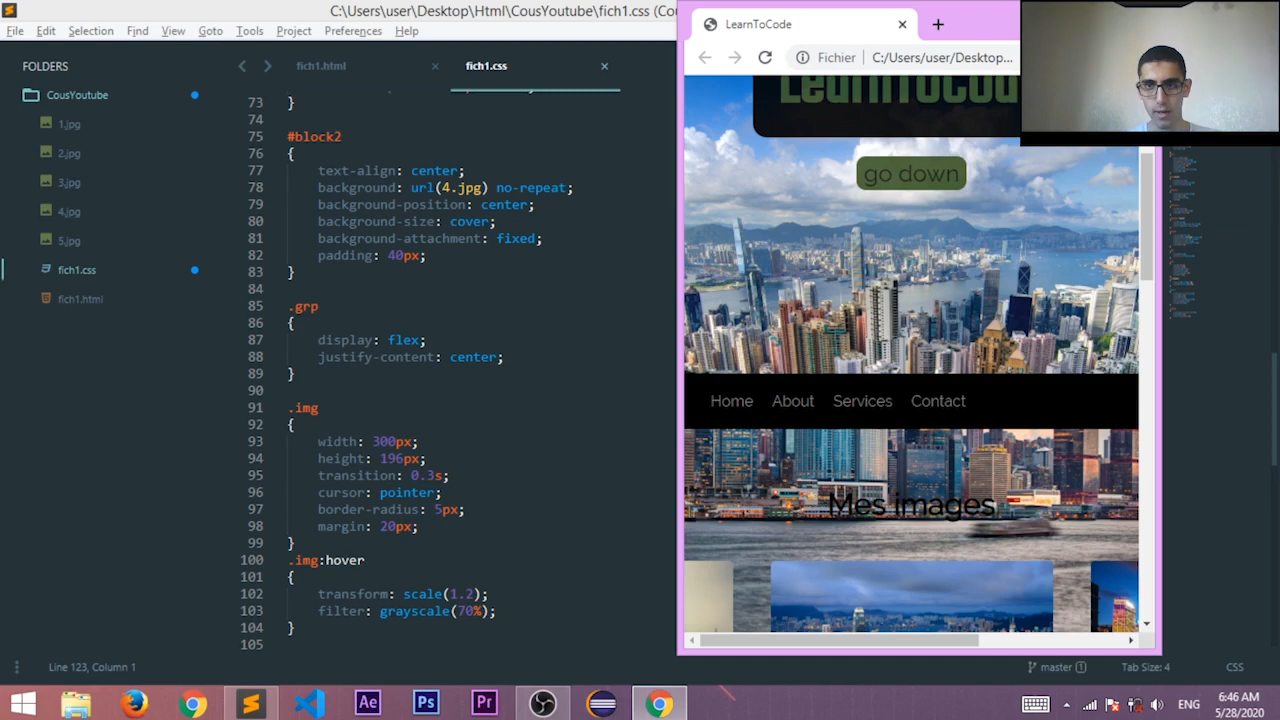 C:\Users\user\Desktop\Html\CousYoutube\fich1.css (Cou
File Edit Selection Find View Goto Tools Project Preferences Help
FOLDERS
CousYoutube
1.jpg
2.jpg
3.jpg
4.jpg
5.jpg
fich1.css
fich1.html
fich1.html × fich1.css ×
73 }
74
75 #block2
76 {
77 text-align: center;
78 background: url(4.jpg) no-repeat;
79 background-position: center;
80 background-size: cover;
81 background-attachment: fixed;
82 padding: 40px;
83 }
84
85 .grp
86 {
87 display: flex;
88 justify-content: center;
89 }
90
91 .img
92 {
93 width: 300px;
94 height: 196px;
95 transition: 0.3s;
96 cursor: pointer;
97 border-radius: 5px;
98 margin: 20px;
99 }
100 .img:hover
101 {
102 transform: scale(1.2);
103 filter: grayscale(70%);
104 }
105
Line 123, Column 1
master 1 Tab Size: 4 CSS
LearnToCode
Fichier C:/Users/user/Desktop...
LearnToCod
go down
Home About Services Contact
Mes images
Ae Ps Pr
ENG
6:46 AM
5/28/2020